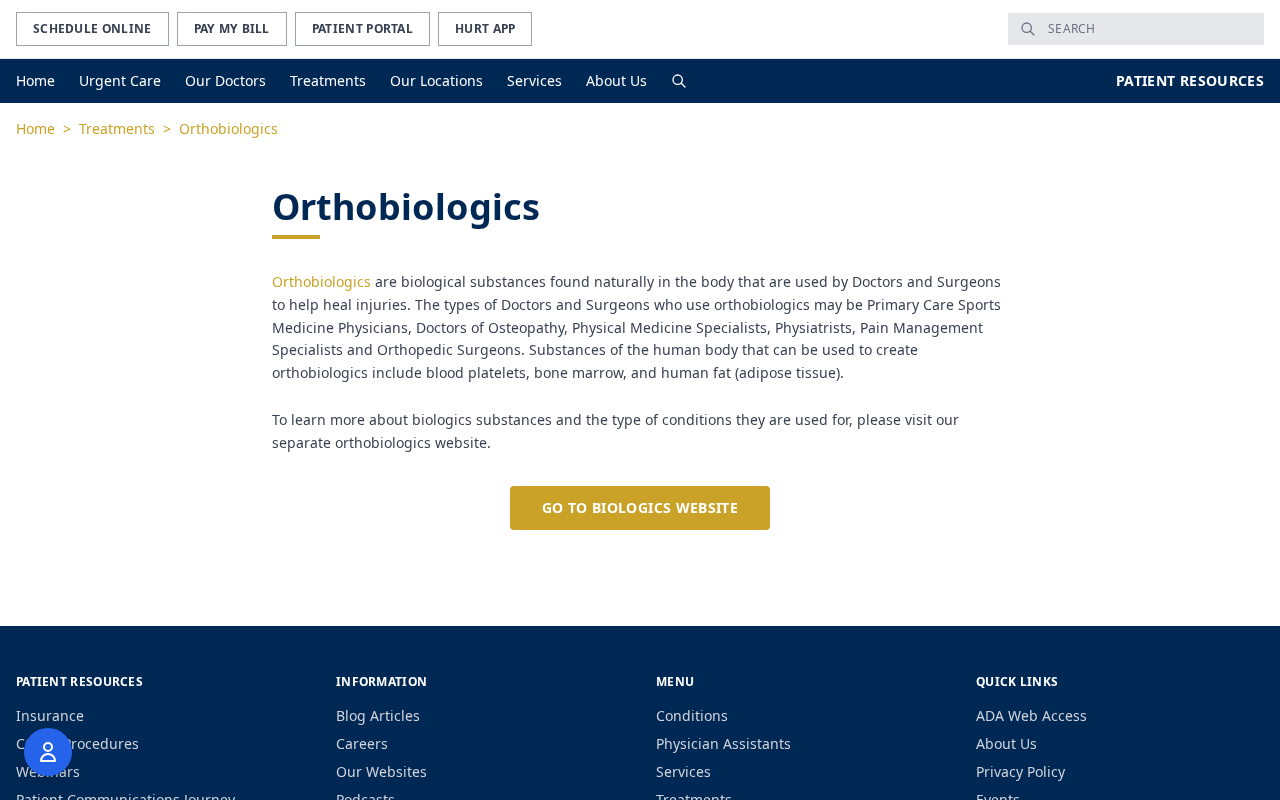 SCHEDULE ONLINE PAY MY BILL PATIENT PORTAL HURT APP SEARCH
Home Urgent Care Our Doctors Treatments Our Locations Services About Us PATIENT RESOURCES
Home > Treatments > Orthobiologics
Orthobiologics
Orthobiologics are biological substances found naturally in the body that are used by Doctors and Surgeons
to help heal injuries. The types of Doctors and Surgeons who use orthobiologics may be Primary Care Sports
Medicine Physicians, Doctors of Osteopathy, Physical Medicine Specialists, Physiatrists, Pain Management
Specialists and Orthopedic Surgeons. Substances of the human body that can be used to create
orthobiologics include blood platelets, bone marrow, and human fat (adipose tissue).
To learn more about biologics substances and the type of conditions they are used for, please visit our
separate orthobiologics website.
GO TO BIOLOGICS WEBSITE
PATIENT RESOURCES INFORMATION MENU QUICK LINKS
Insurance Blog Articles Conditions ADA Web Access
Procedures Careers Physician Assistants About Us
Webinars Our Websites Services Privacy Policy
Patient Communications Journey Podcasts Treatments Events